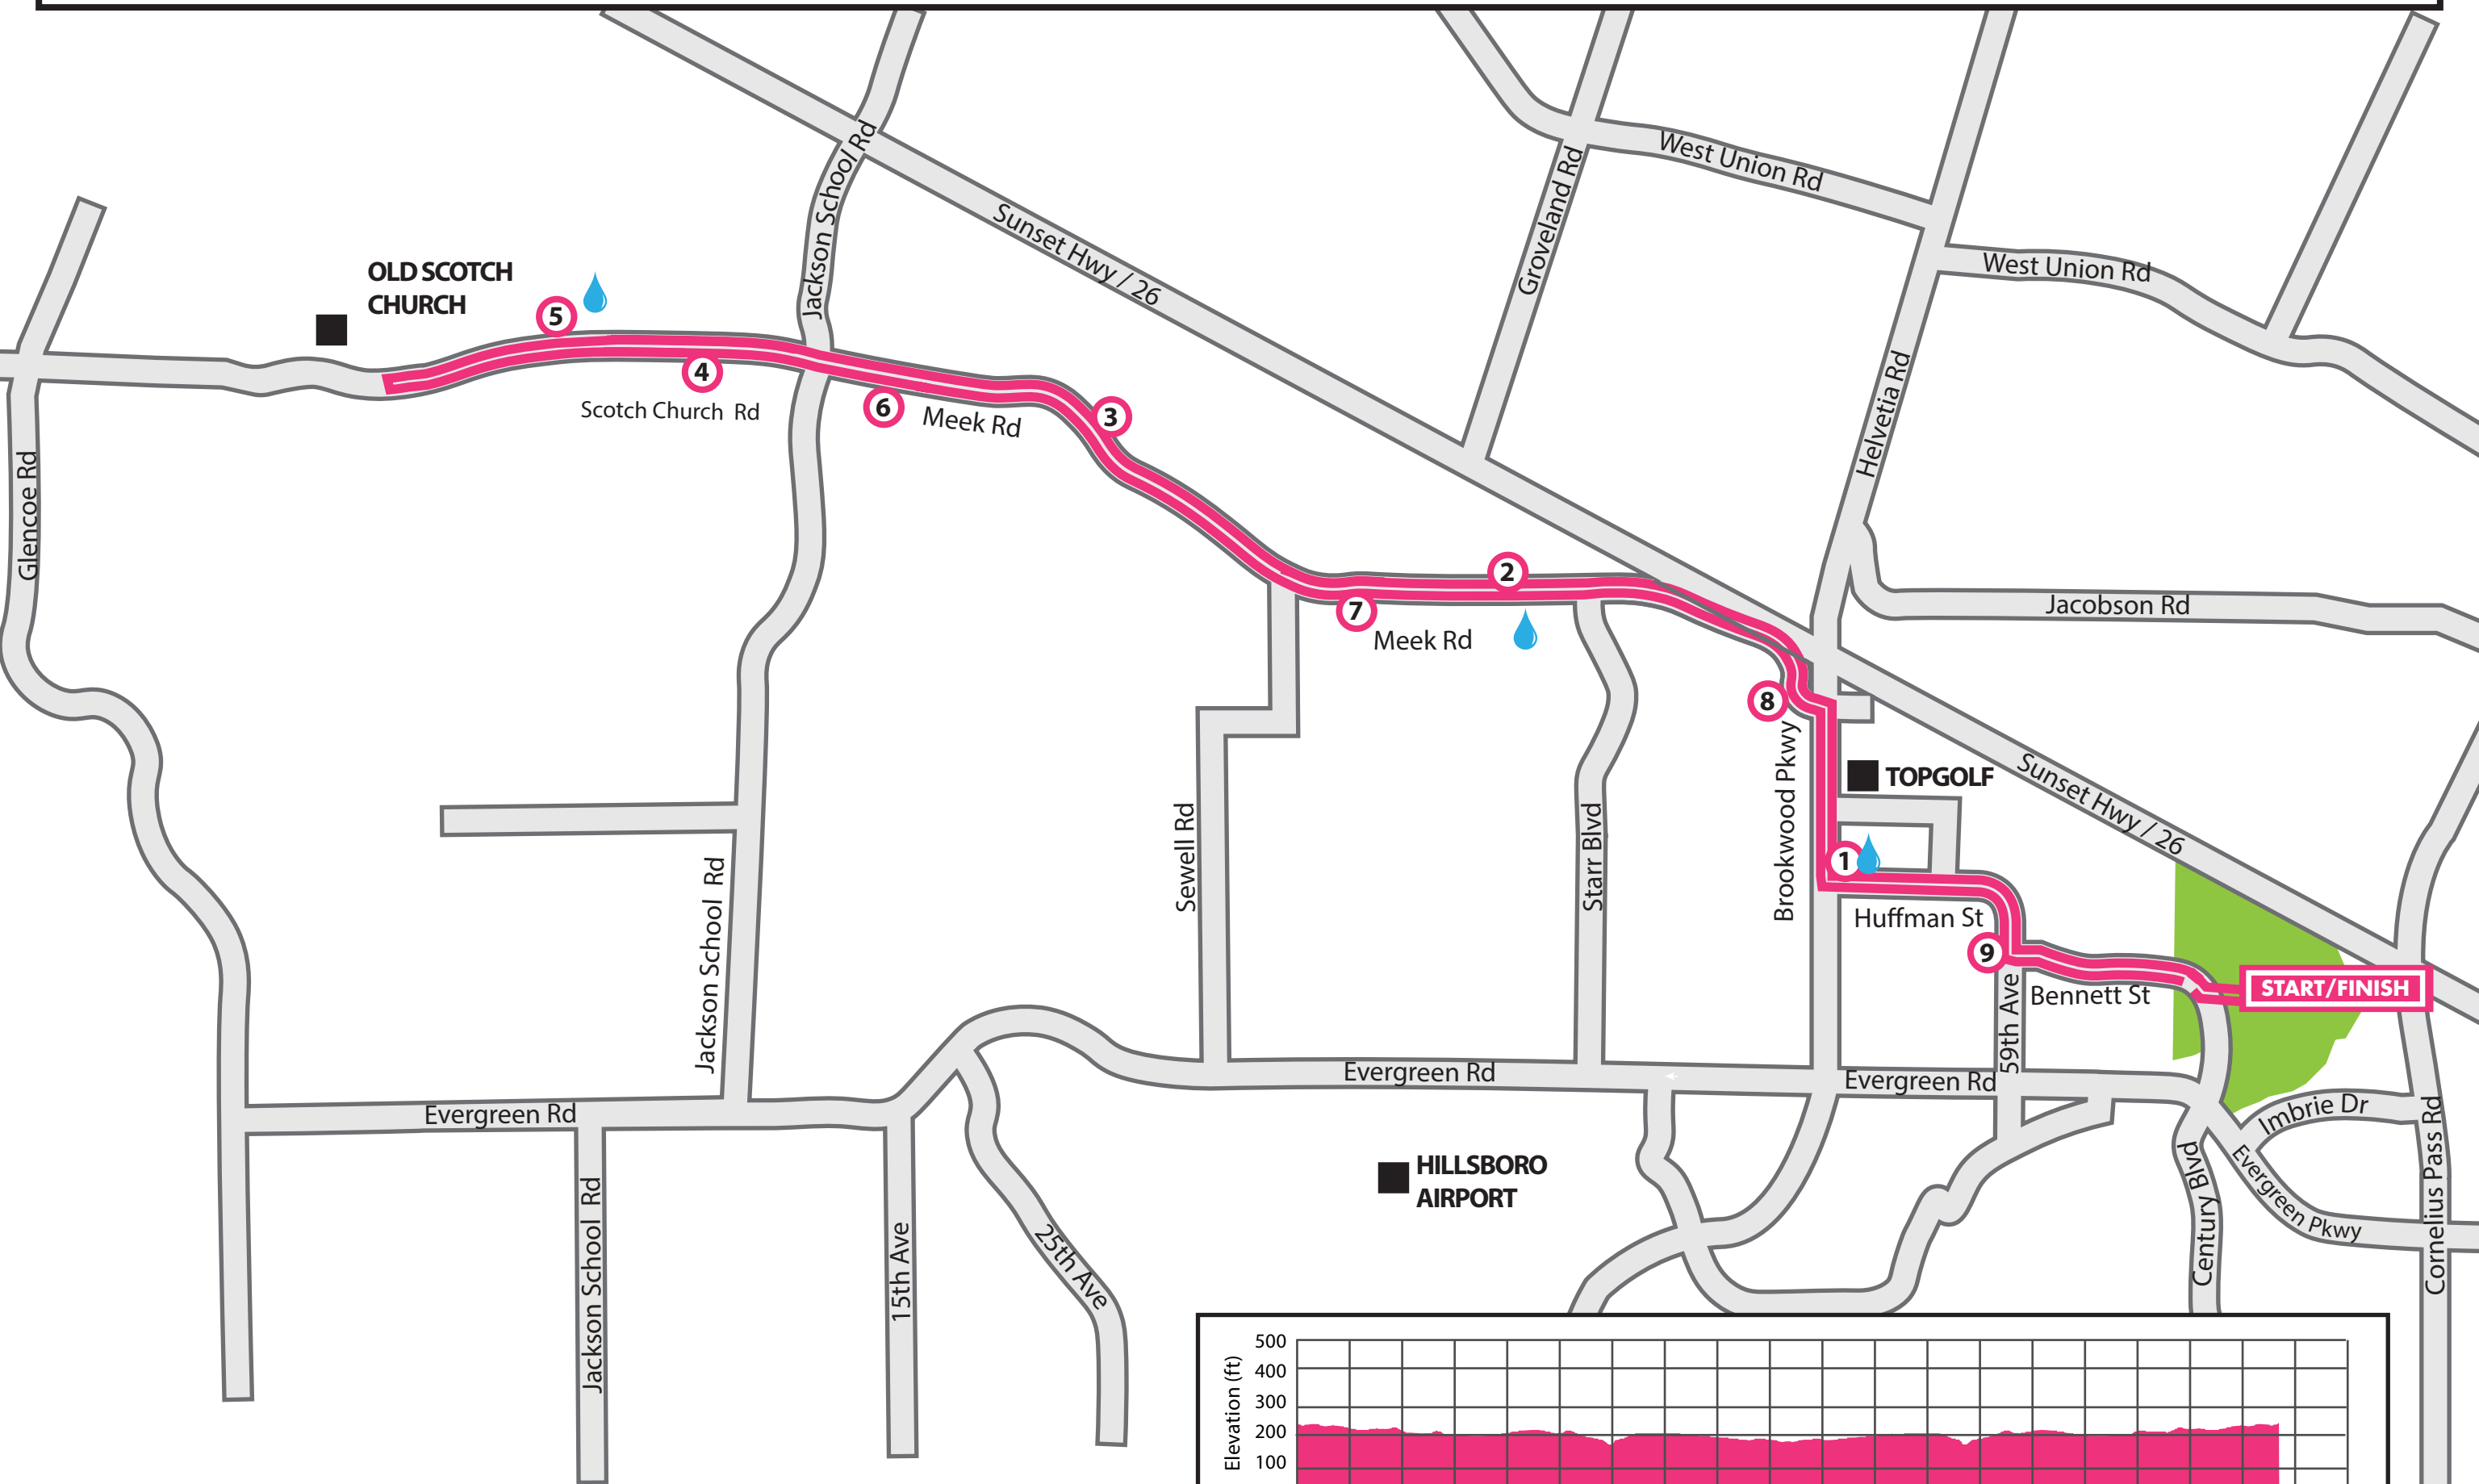 West Union Rd
Jackson School Rd
Groveland Rd
Sunset Hwy / 26
West Union Rd
OLD SCOTCH
CHURCH
5
4
Scotch Church Rd
6
Meek Rd
3
Helvetia Rd
Glencoe Rd
2
7
Meek Rd
Jacobson Rd
8
Brookwood Pkwy
TOPGOLF
Sunset Hwy / 26
Sewell Rd
Starr Blvd
1
Huffman St
Jackson School Rd
9
59th Ave
Bennett St
START/FINISH
Evergreen Rd
Evergreen Rd
Evergreen Rd
Imbrie Dr
Cornelius Pass Rd
HILLSBORO
AIRPORT
Century Blvd
Evergreen Pkwy
Jackson School Rd
15th Ave
25th Ave
Elevation (ft)
500
400
300
200
100